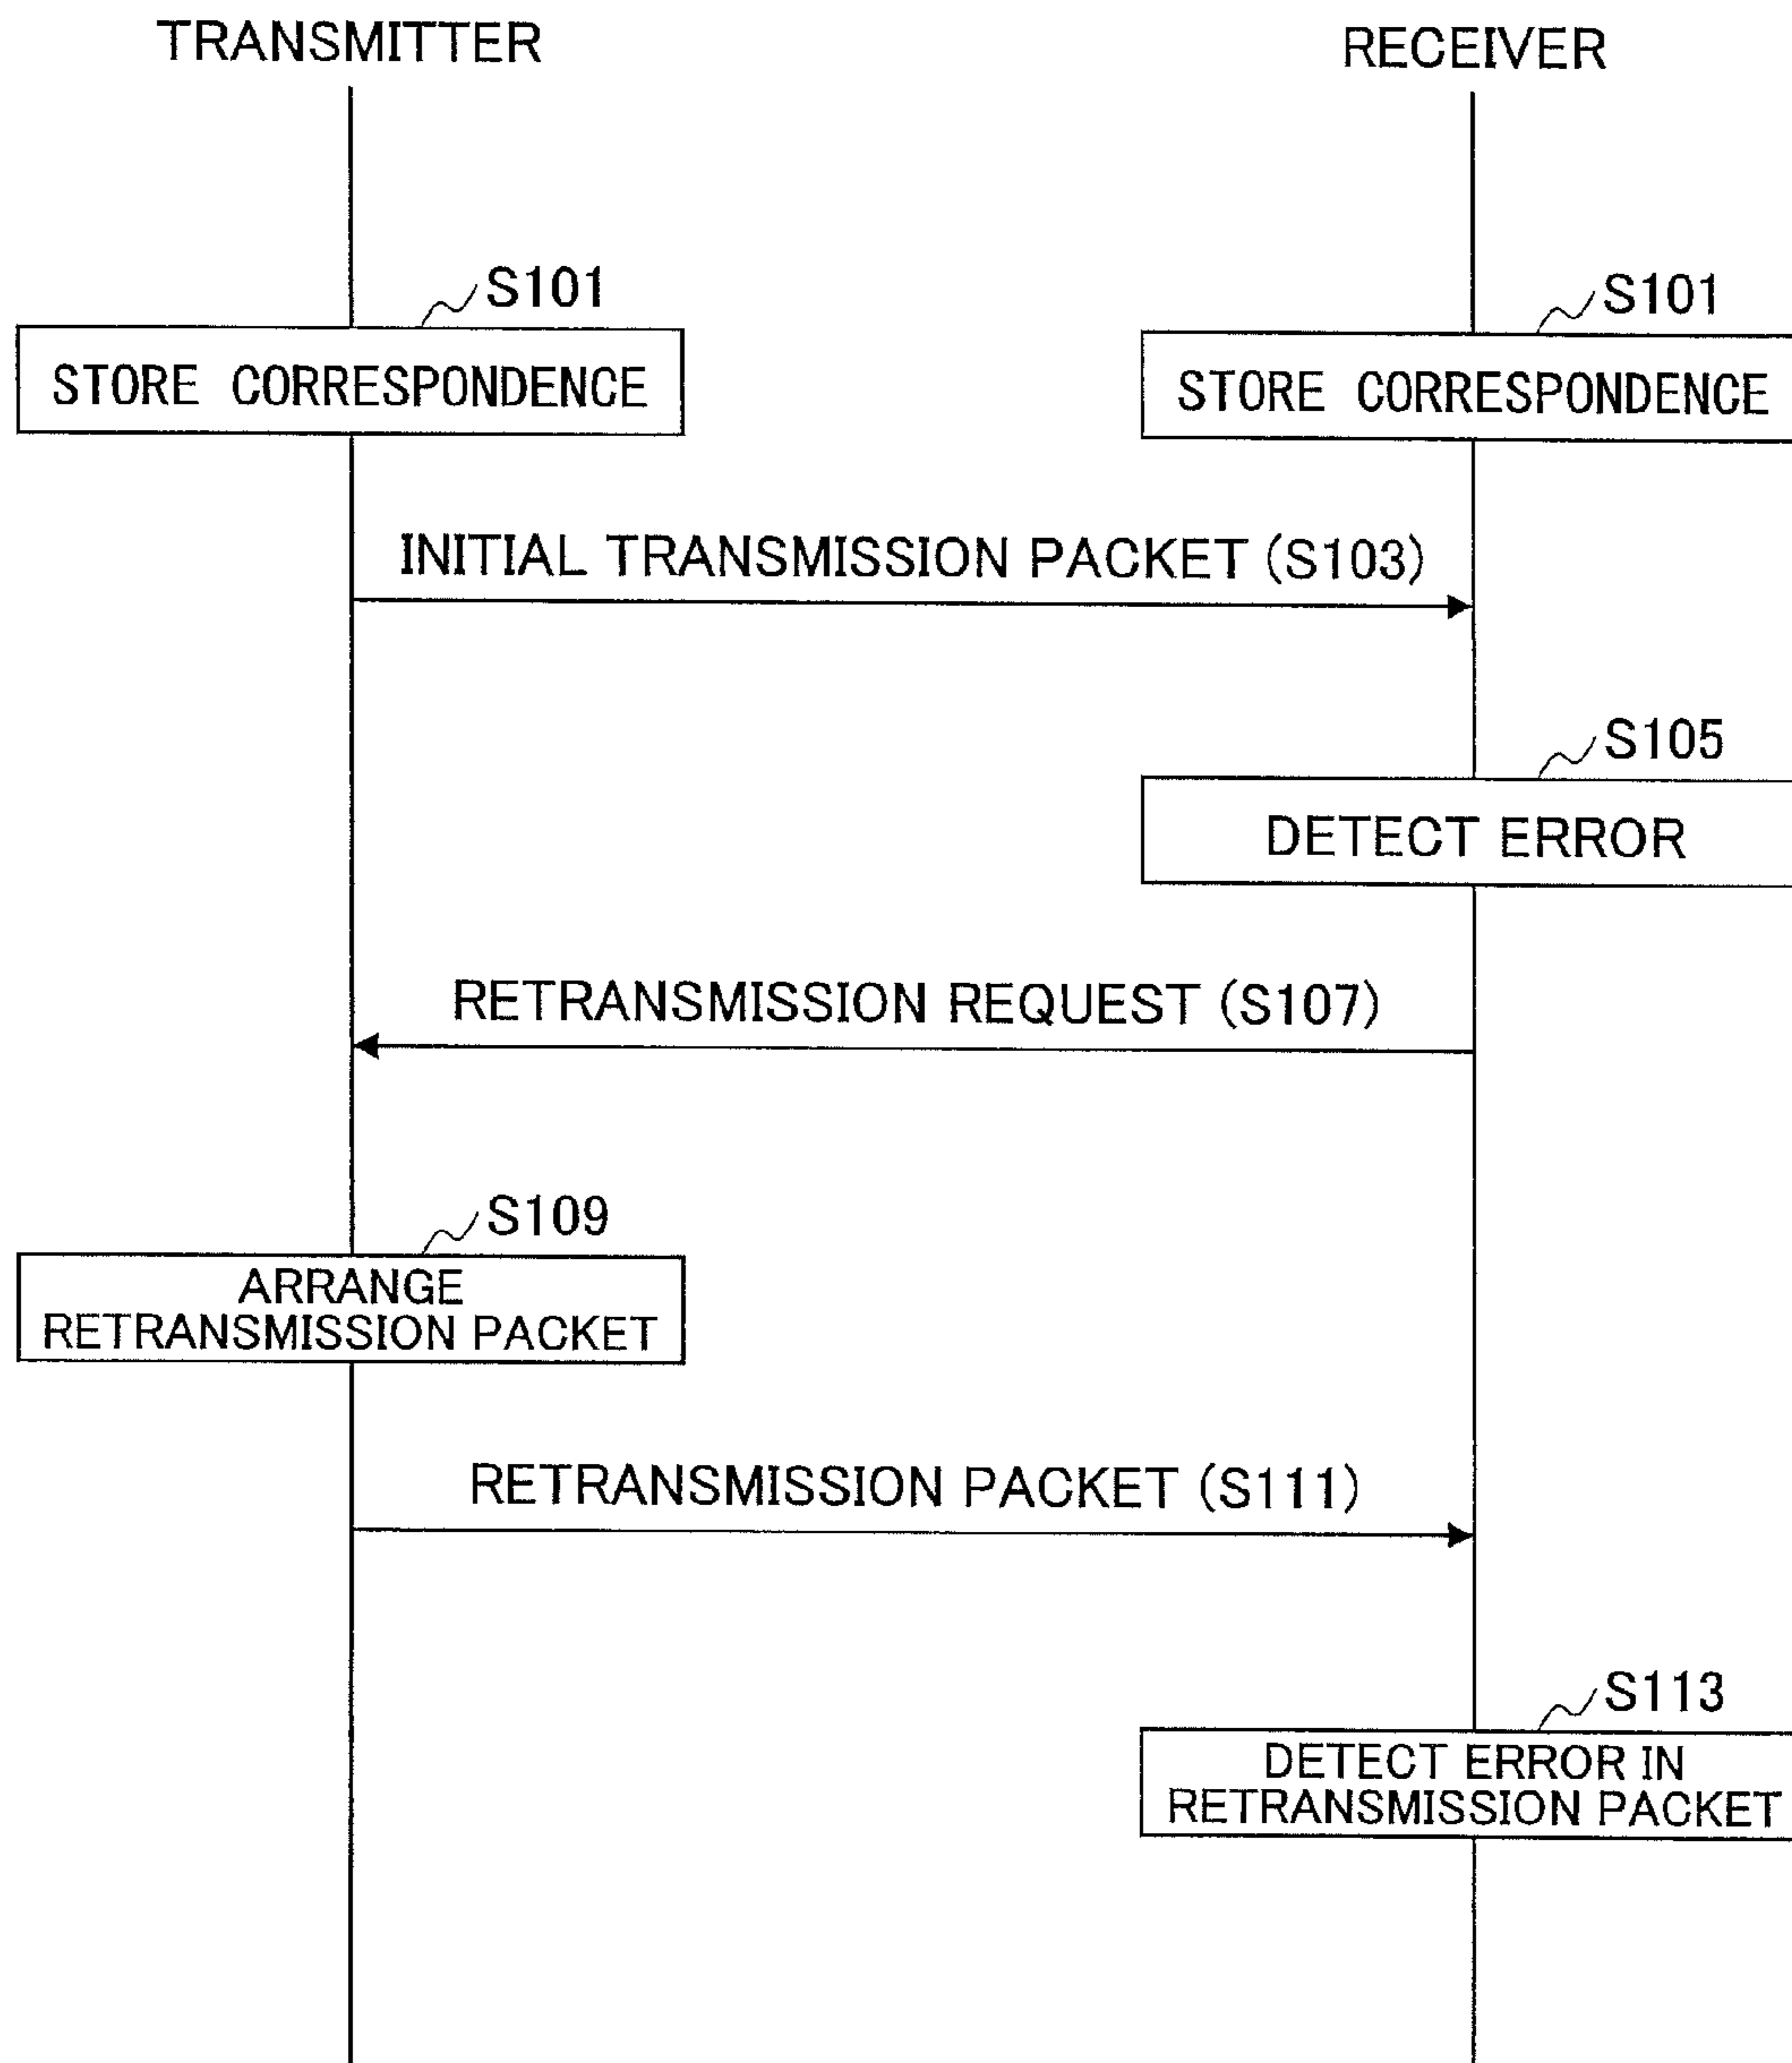 TRANSMITTER
RECEIVER
S101
S101
STORE CORRESPONDENCE
STORE CORRESPONDENCE
INITIAL TRANSMISSION PACKET (S103)
S105
DETECT ERROR
RETRANSMISSION REQUEST (S107)
S109
ARRANGE
RETRANSMISSION PACKET
RETRANSMISSION PACKET (S111)
S113
DETECT ERROR IN
RETRANSMISSION PACKET